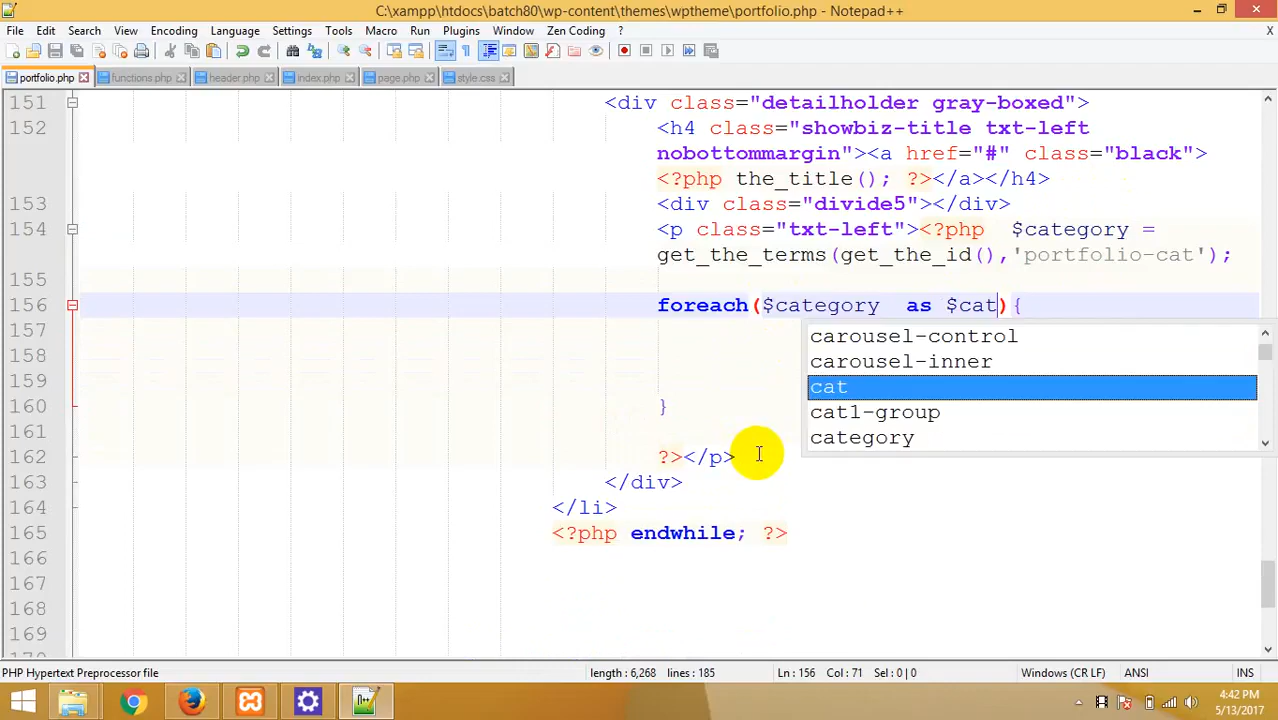 C:\xampp\htdocs\batch80\wp-content\themes\wptheme\portfolio.php - Notepad++
File Edit Search View Encoding Language Settings Tools Macro Run Plugins Window Zen Coding ? X
portfolio.php functions.php header.php index.php page.php style.css
151 <div class="detailholder gray-boxed">
152 <h4 class="showbiz-title txt-left
nobottommargin"><a href="#" class="black">
<?php the_title(); ?></a></h4>
153 <div class="divide5"></div>
154 <p class="txt-left"><?php $category =
get_the_terms(get_the_id(),'portfolio-cat');
155
156 foreach($category as $cat){
157 carousel-control
158 carousel-inner
159 cat
160 } cat1-group
161 category
162 ?></p>
163 </div>
164 </li>
165 <?php endwhile; ?>
166
167
168
169
PHP Hypertext Preprocessor file length : 6,268 lines : 185 Ln : 156 Col : 71 Sel : 0 | 0 Windows (CR LF) ANSI INS
4:42 PM
5/13/2017